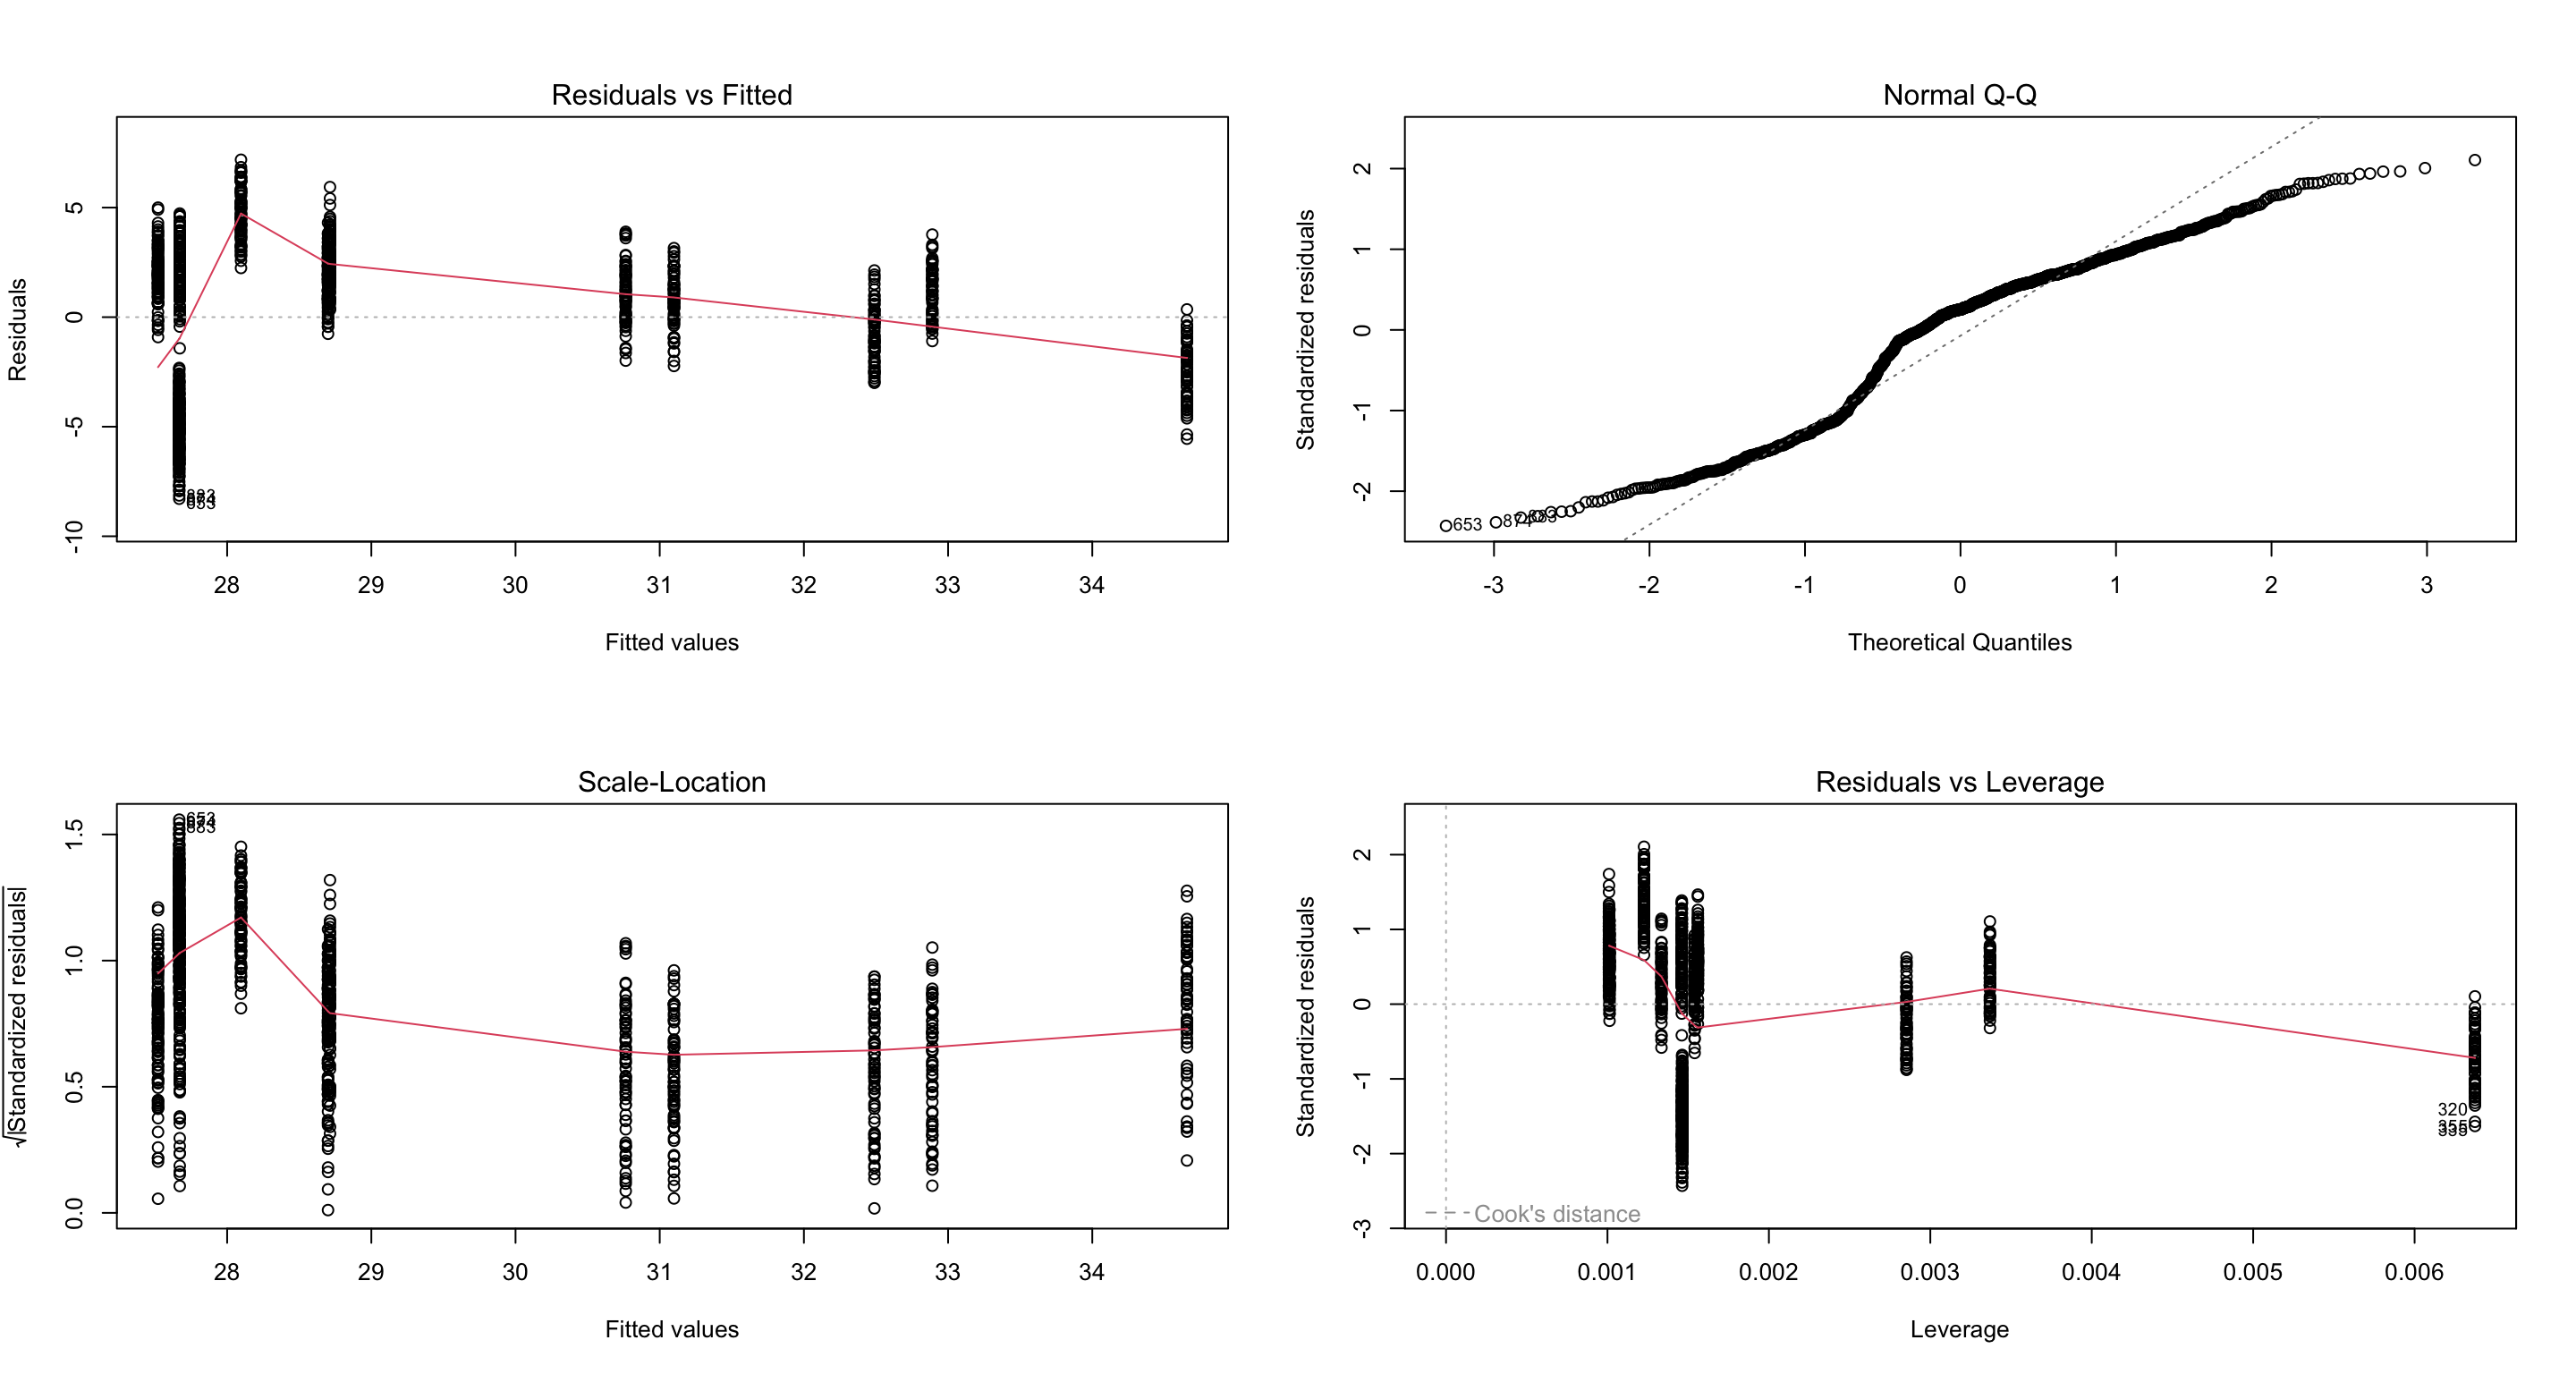 Residuals vs Fitted
Residuals
5
0
-5
-10
653
28 29 30 31 32 33 34
Fitted values
Normal Q-Q
Standardized residuals
2
1
0
-1
-2
653
-3 -2 -1 0 1 2 3
Theoretical Quantiles
Scale-Location
√|Standardized residuals|
1.5
1.0
0.5
0.0
653
883
28 29 30 31 32 33 34
Fitted values
Residuals vs Leverage
Standardized residuals
2
1
0
-1
-2
-3
320
Cook's distance
0.000 0.001 0.002 0.003 0.004 0.005 0.006
Leverage